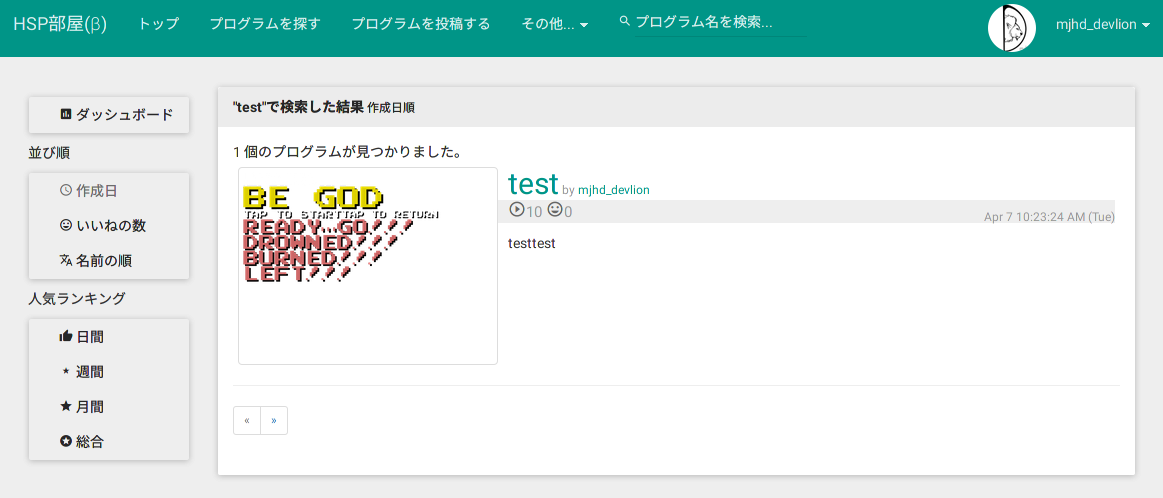 HSP部屋(β) トップ プログラムを探す プログラムを投稿する その他... プログラム名を検索... mjhd_devlion
ダッシュボード
並び順
作成日
いいねの数
名前の順
人気ランキング
日間
週間
月間
総合
"test"で検索した結果 作成日順
1 個のプログラムが見つかりました。
BE GOD
TAP TO STARTTAP TO RETURN
READY...GO!!!
DROWNED!!!
BURNED!!!
LEFT!!!
test by mjhd_devlion
10 0 Apr 7 10:23:24 AM (Tue)
testtest
« »